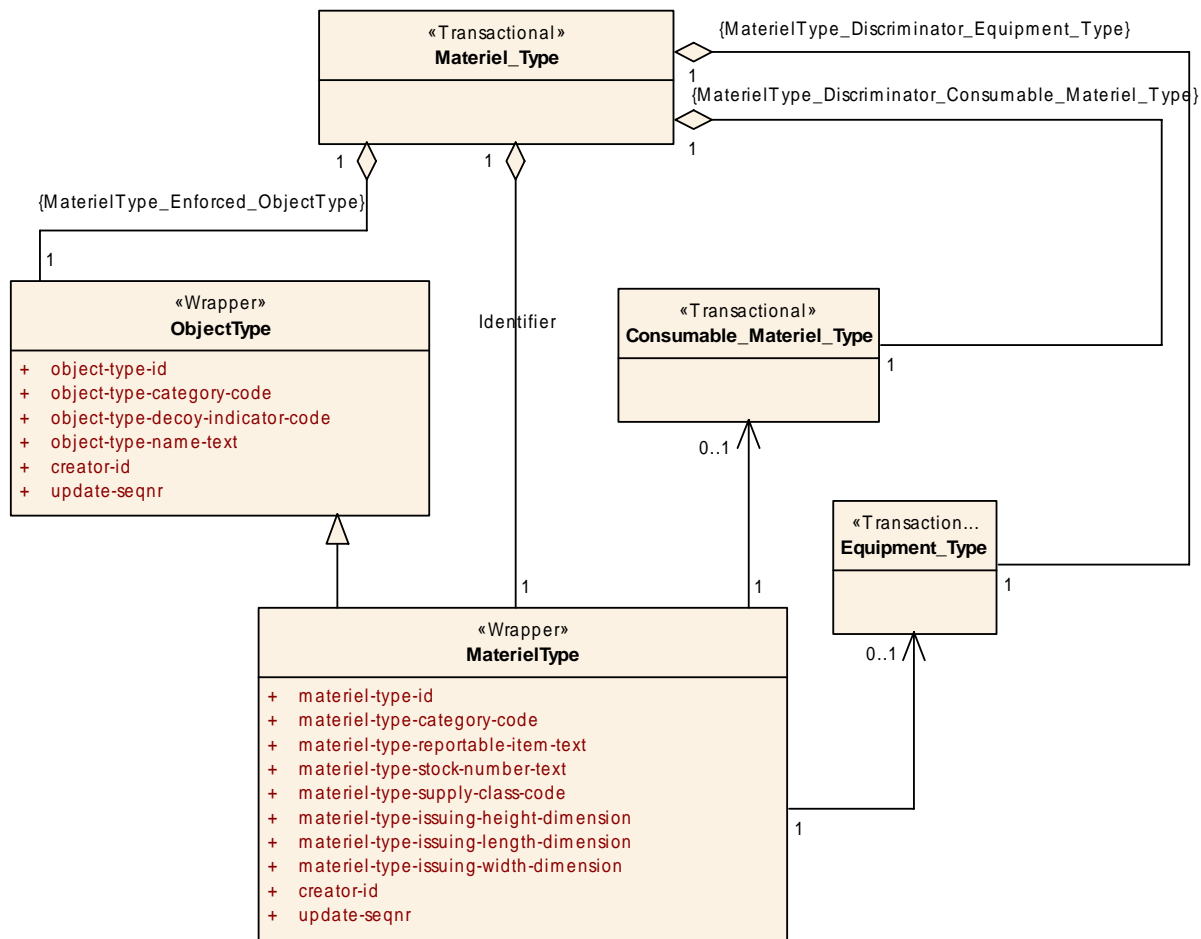 «Transactional»
Materiel_Type
{MaterielType_Discriminator_Equipment_Type}
1
{MaterielType_Discriminator_Consumable_Materiel_Type}
1
1
1
{MaterielType_Enforced_ObjectType}
1
«Wrapper»
ObjectType
+ object-type-id
+ object-type-category-code
+ object-type-decoy-indicator-code
+ object-type-name-text
+ creator-id
+ update-seqnr
Identifier
«Transactional»
Consumable_Materiel_Type
1
0..1
«Transaction...
Equipment_Type
1
0..1
1
1
«Wrapper»
MaterielType
+ materiel-type-id
+ materiel-type-category-code
+ materiel-type-reportable-item-text
+ materiel-type-stock-number-text
+ materiel-type-supply-class-code
+ materiel-type-issuing-height-dimension
+ materiel-type-issuing-length-dimension
+ materiel-type-issuing-width-dimension
+ creator-id
+ update-seqnr
1